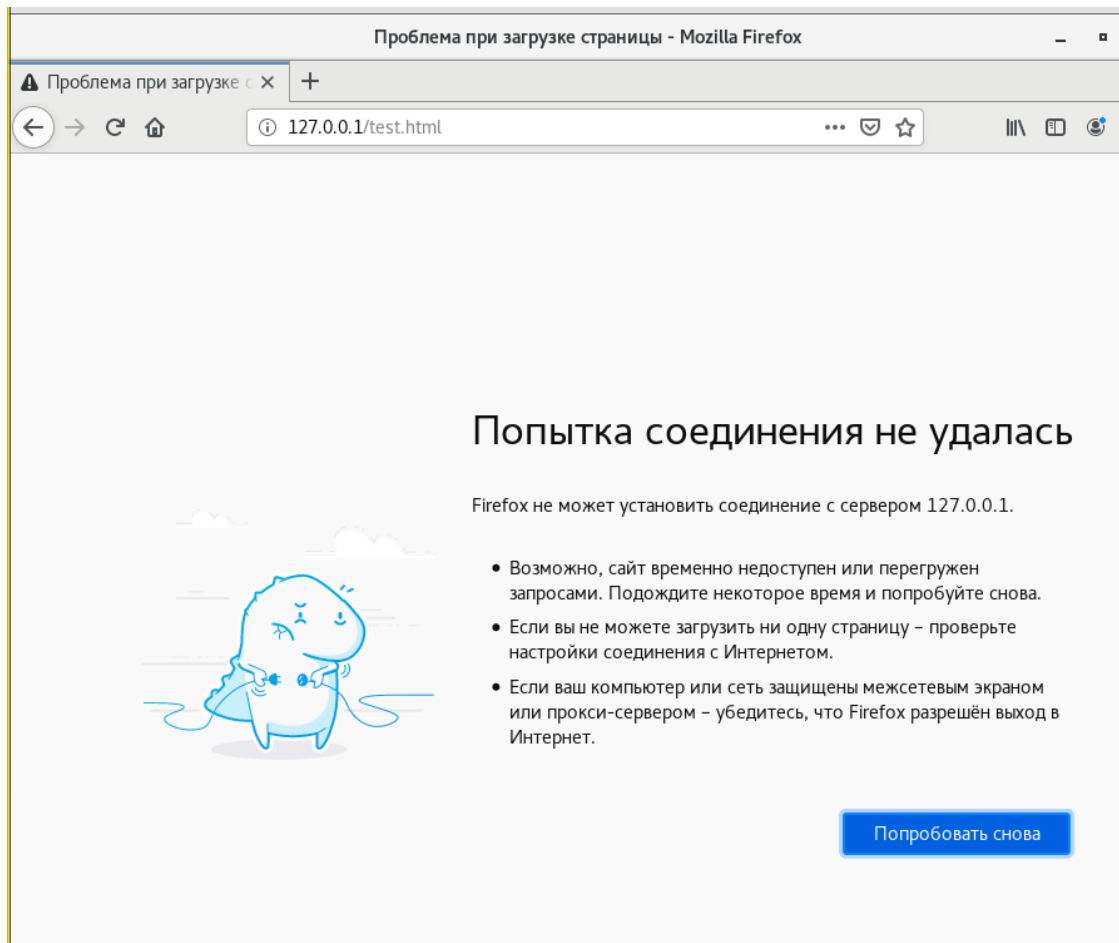 Проблема при загрузке страницы - Mozilla Firefox
Проблема при загрузке с
127.0.0.1/test.html
Попытка соединения не удалась
Firefox не может установить соединение с сервером 127.0.0.1.
• Возможно, сайт временно недоступен или перегружен
запросами. Подождите некоторое время и попробуйте снова.
• Если вы не можете загрузить ни одну страницу – проверьте
настройки соединения с Интернетом.
• Если ваш компьютер или сеть защищены межсетевым экраном
или прокси-сервером – убедитесь, что Firefox разрешён выход в
Интернет.
Попробовать снова